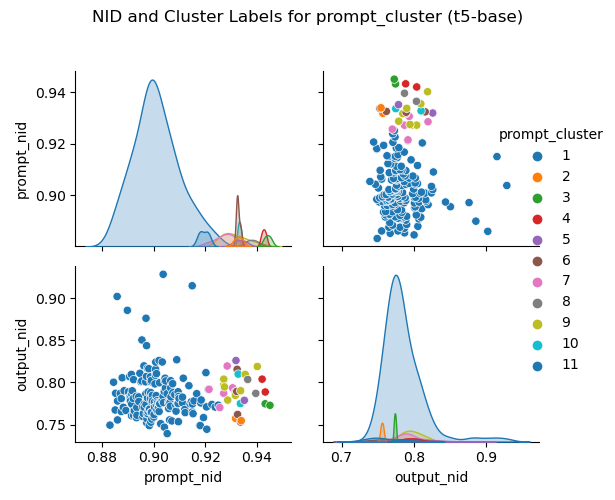 NID and Cluster Labels for prompt_cluster (t5-base)
prompt_nid
0.94
0.92
0.90
prompt_cluster
1
2
3
4
5
6
7
8
9
10
11
output_nid
0.90
0.85
0.80
0.75
0.88 0.90 0.92 0.94
0.7 0.8 0.9
prompt_nid
output_nid